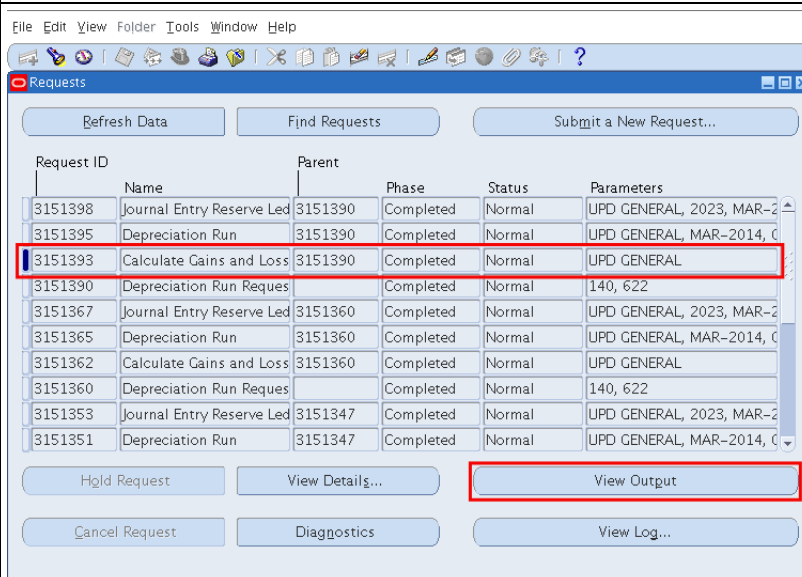 File Edit View Folder Tools Window Help
?
Requests
Refresh Data Find Requests Submit a New Request...
Request ID Parent
Name Phase Status Parameters
3151398 Journal Entry Reserve Led 3151390 Completed Normal UPD GENERAL, 2023, MAR-2
3151395 Depreciation Run 3151390 Completed Normal UPD GENERAL, MAR-2014, 0
3151393 Calculate Gains and Loss 3151390 Completed Normal UPD GENERAL
3151390 Depreciation Run Reques Completed Normal 140, 622
3151367 Journal Entry Reserve Led 3151360 Completed Normal UPD GENERAL, 2023, MAR-2
3151365 Depreciation Run 3151360 Completed Normal UPD GENERAL, MAR-2014, 0
3151362 Calculate Gains and Loss 3151360 Completed Normal UPD GENERAL
3151360 Depreciation Run Reques Completed Normal 140, 622
3151353 Journal Entry Reserve Led 3151347 Completed Normal UPD GENERAL, 2023, MAR-2
3151351 Depreciation Run 3151347 Completed Normal UPD GENERAL, MAR-2014, 0
Hold Request View Details... View Output
Cancel Request Diagnostics View Log...